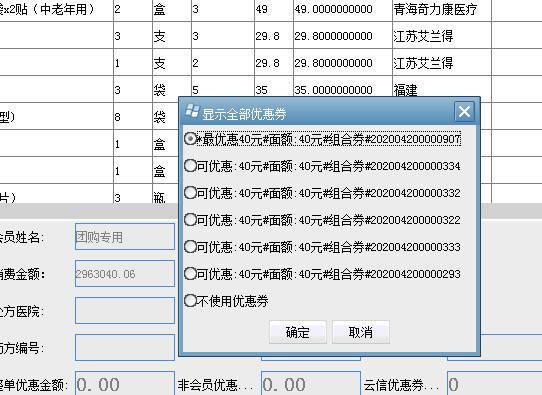 袋x2贴（中老年用） 2 盒 3 49 49.0000000000 青海奇力康医疗
3 支 3 29.8 29.8000000000 江苏艾兰得
1 支 2 29.8 29.8000000000 江苏艾兰得
3 袋 5 35 35.0000000000 福建
型） 8 袋
1 盒
1 盒
片） 3 瓶
显示全部优惠券
*最优惠40元#面额:40元#组合券#202004200000907
可优惠:40元#面额:40元#组合券#202004200000334
可优惠:40元#面额:40元#组合券#202004200000332
可优惠:40元#面额:40元#组合券#202004200000322
可优惠:40元#面额:40元#组合券#202004200000333
可优惠:40元#面额:40元#组合券#202004200000293
不使用优惠券
确定 取消
会员姓名: 团购专用
消费金额: 2963040.06
处方医院:
药方编号:
整单优惠金额: 0.00 非会员优惠... 0.00 云信优惠券... 0